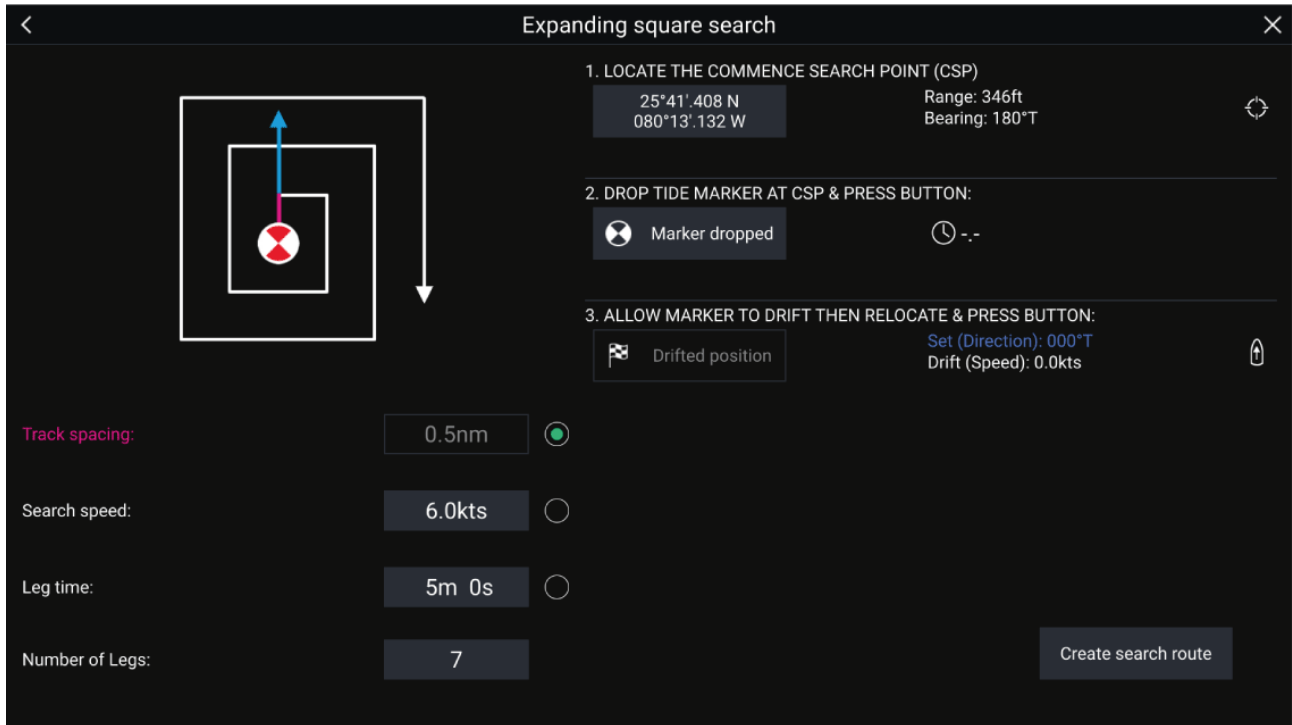 Expanding square search
1. LOCATE THE COMMENCE SEARCH POINT (CSP)
25°41'.408 N
080°13'.132 W
Range: 346ft
Bearing: 180°T
2. DROP TIDE MARKER AT CSP & PRESS BUTTON:
Marker dropped
-.-
3. ALLOW MARKER TO DRIFT THEN RELOCATE & PRESS BUTTON:
Drifted position
Set (Direction): 000°T
Drift (Speed): 0.0kts
Track spacing:
0.5nm
Search speed:
6.0kts
Leg time:
5m 0s
Number of Legs:
7
Create search route